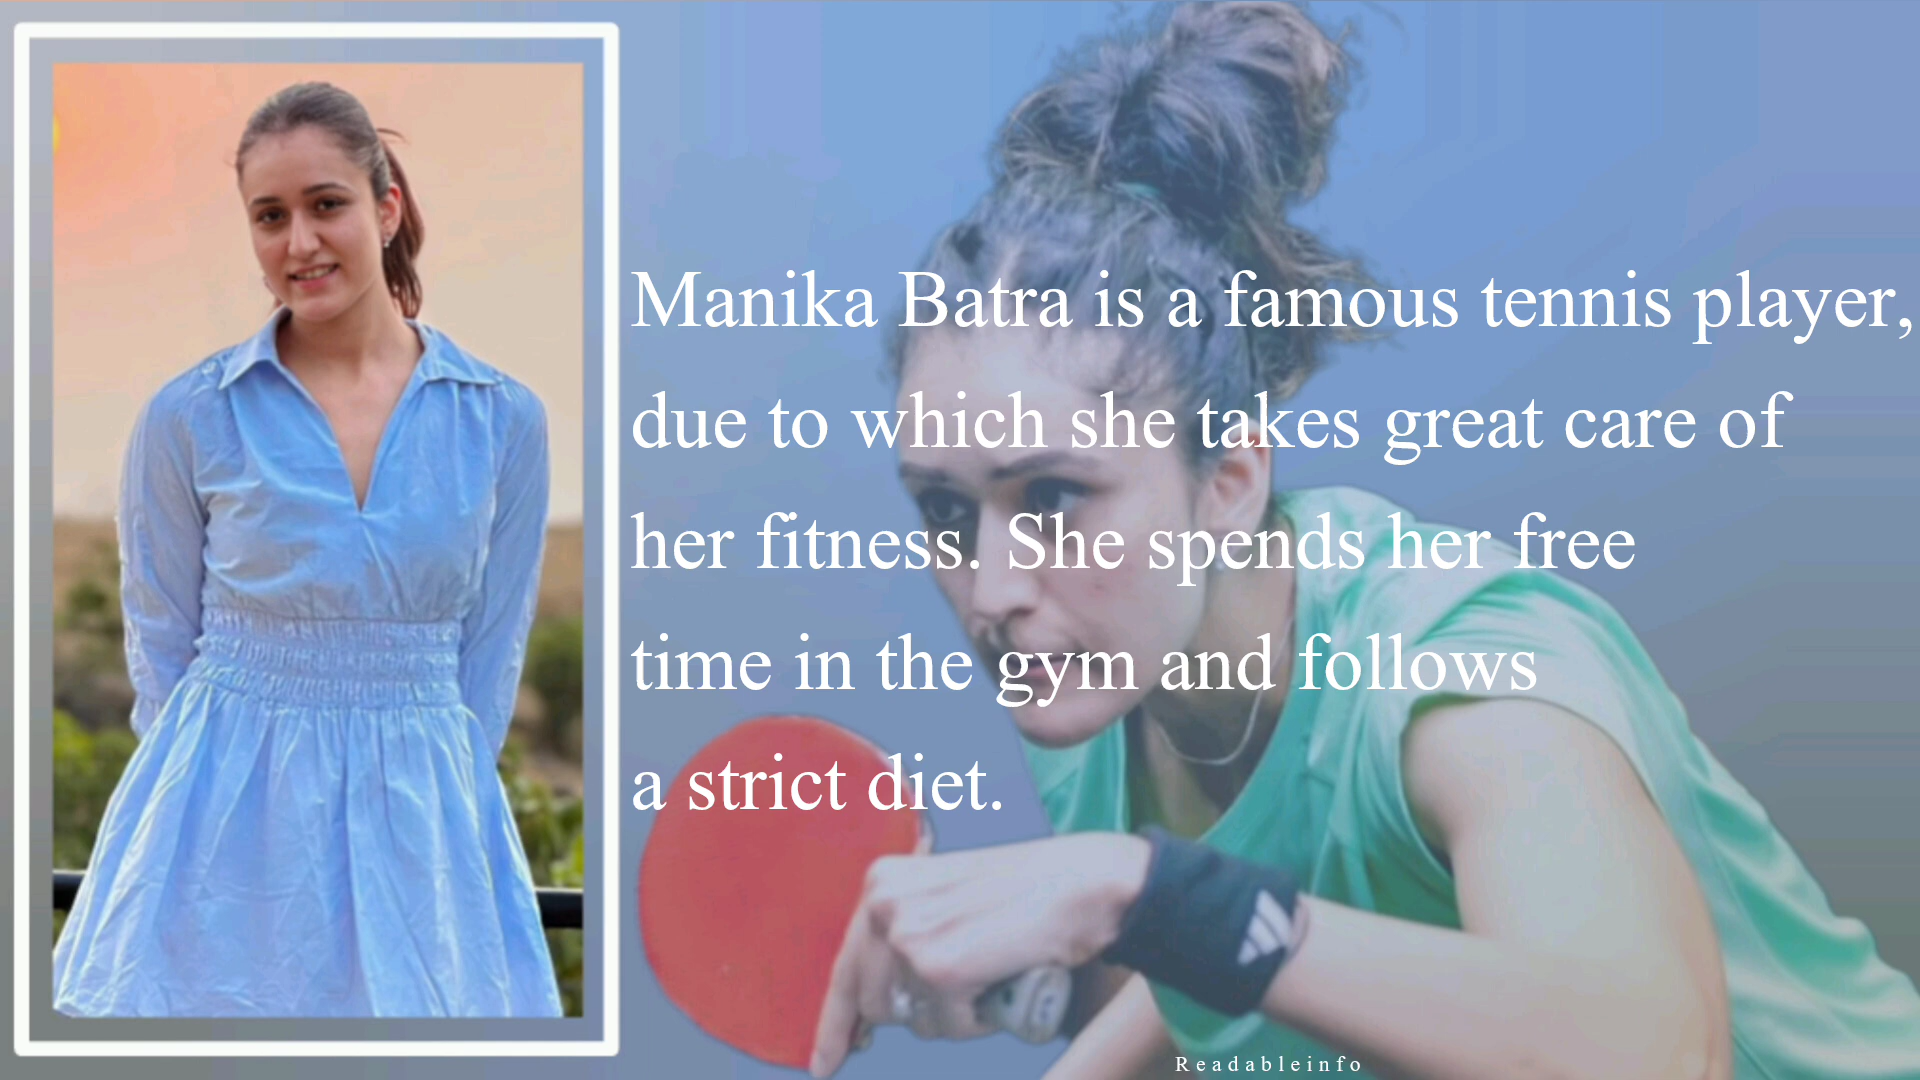 Manika Batra is a famous tennis player,
due to which she takes great care of
her fitness. She spends her free
time in the gym and follows
a strict diet.
Readableinfo